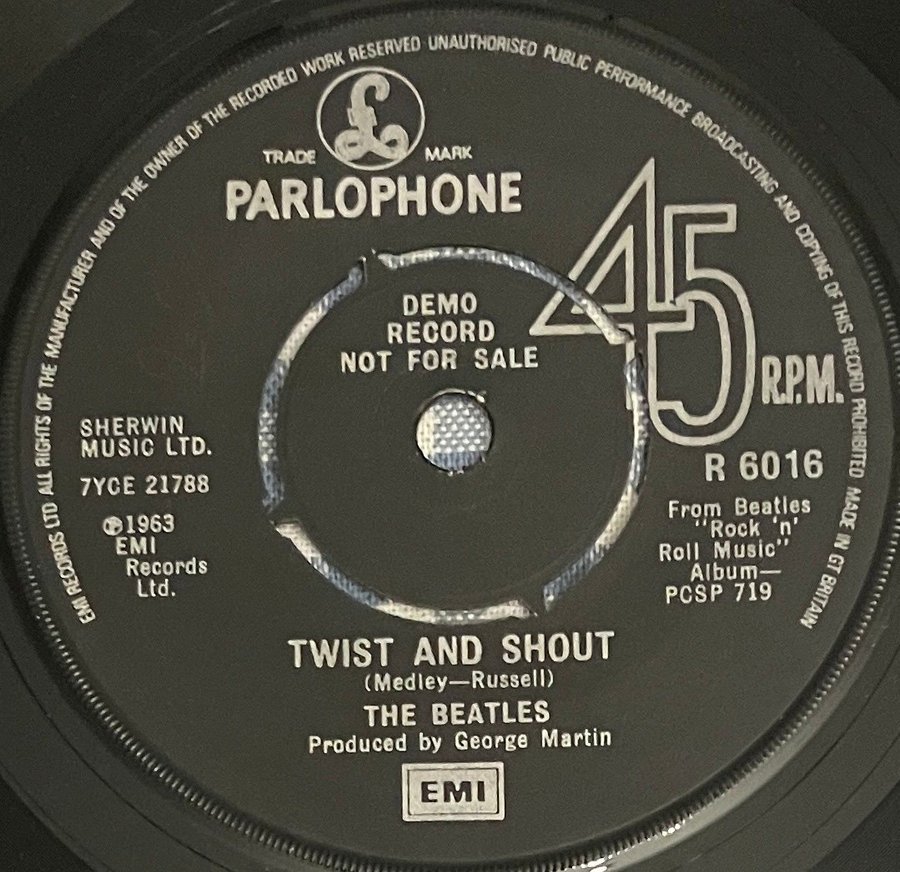 EMI RECORDS LTD ALL RIGHTS OF THE MANUFACTURER AND OF THE OWNER OF THE RECORDED WORK RESERVED UNAUTHORISED PUBLIC PERFORMANCE BROADCASTING AND COPYING OF THIS RECORD PROHIBITED MADE IN GT BRITAIN
£
TRADE MARK
PARLOPHONE
45
R.P.M.
DEMO
RECORD
NOT FOR SALE
SHERWIN
MUSIC LTD.
7YCE 21788
℗1963
EMI
Records
Ltd.
R 6016
From Beatles
"Rock 'n'
Roll Music"
Album—
PCSP 719
TWIST AND SHOUT
(Medley—Russell)
THE BEATLES
Produced by George Martin
EMI